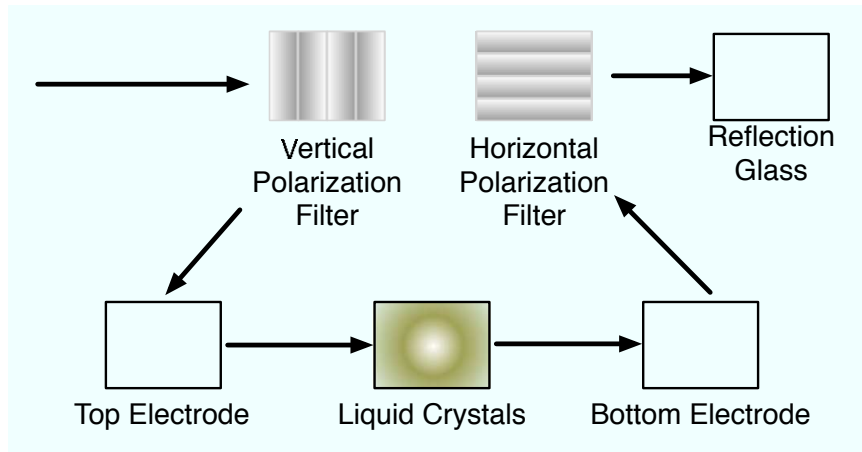 Vertical
Polarization
Filter
Horizontal
Polarization
Filter
Reflection
Glass
Top Electrode
Liquid Crystals
Bottom Electrode